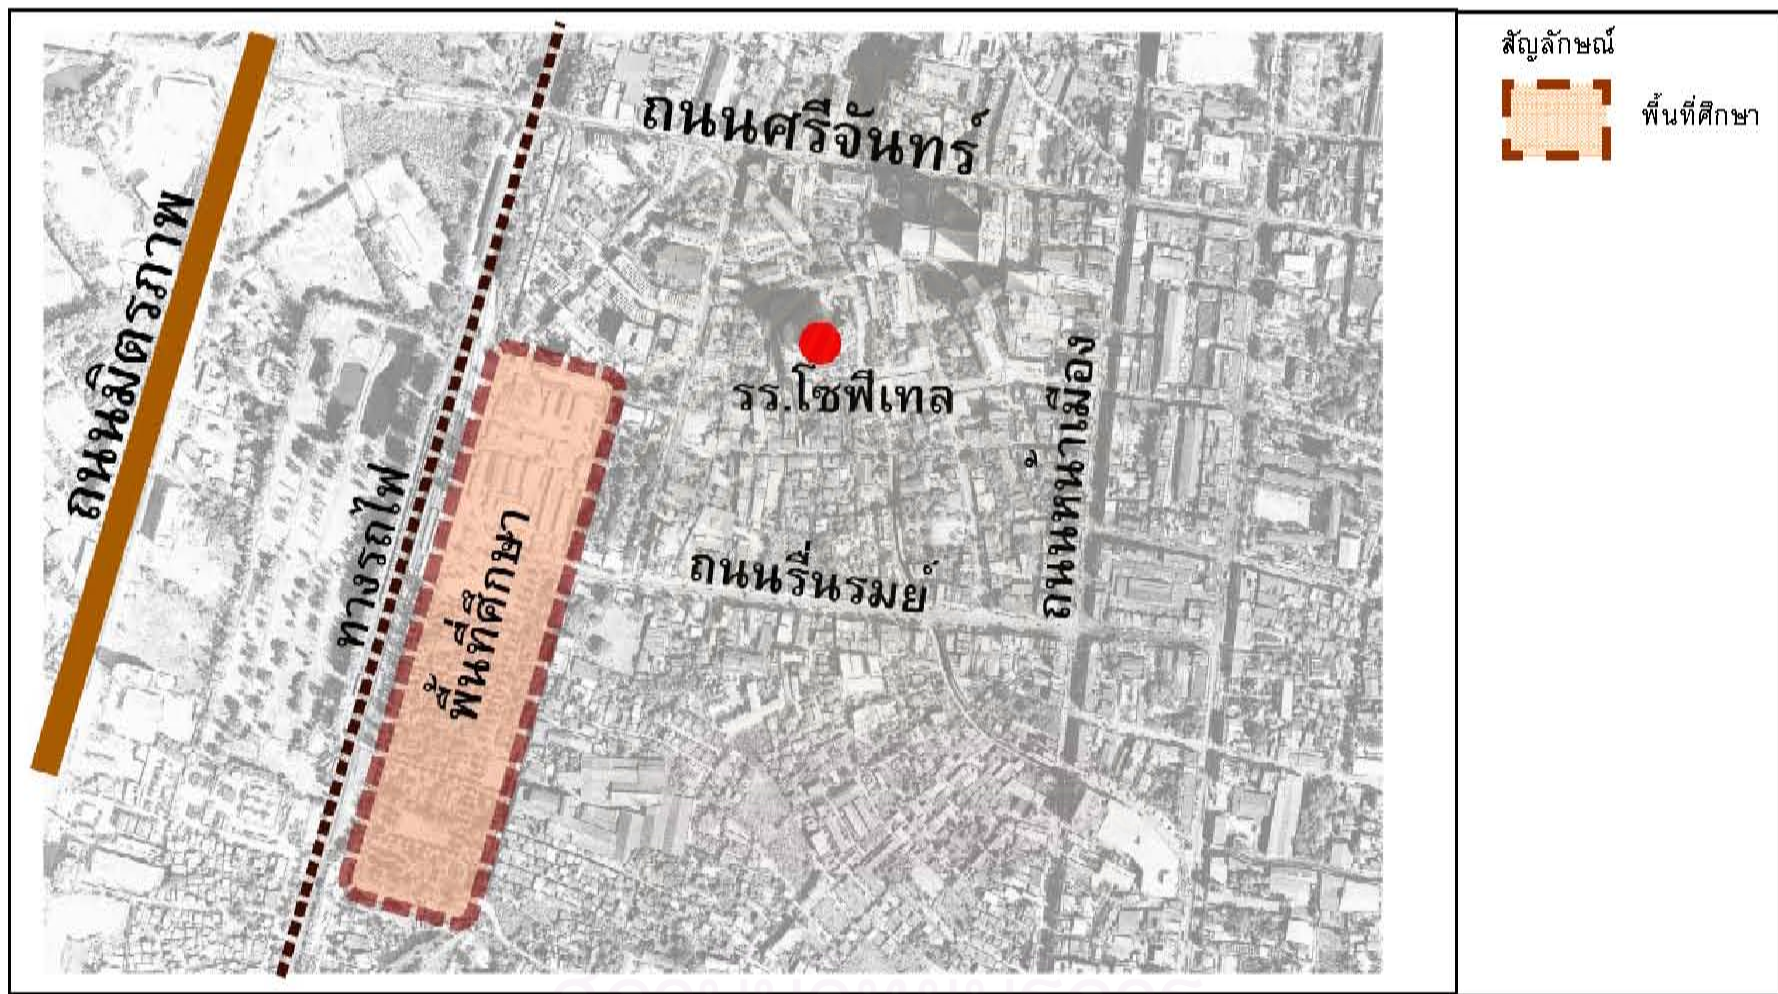 สัญลักษณ์
พื้นที่ศึกษา
ถนนศรีจันทร์
ถนนมิตรภาพ
รร.โซฟีเทล
ถนนหน้าเมือง
ทางรถไฟ
พื้นที่ศึกษา
ถนนรื่นรมย์